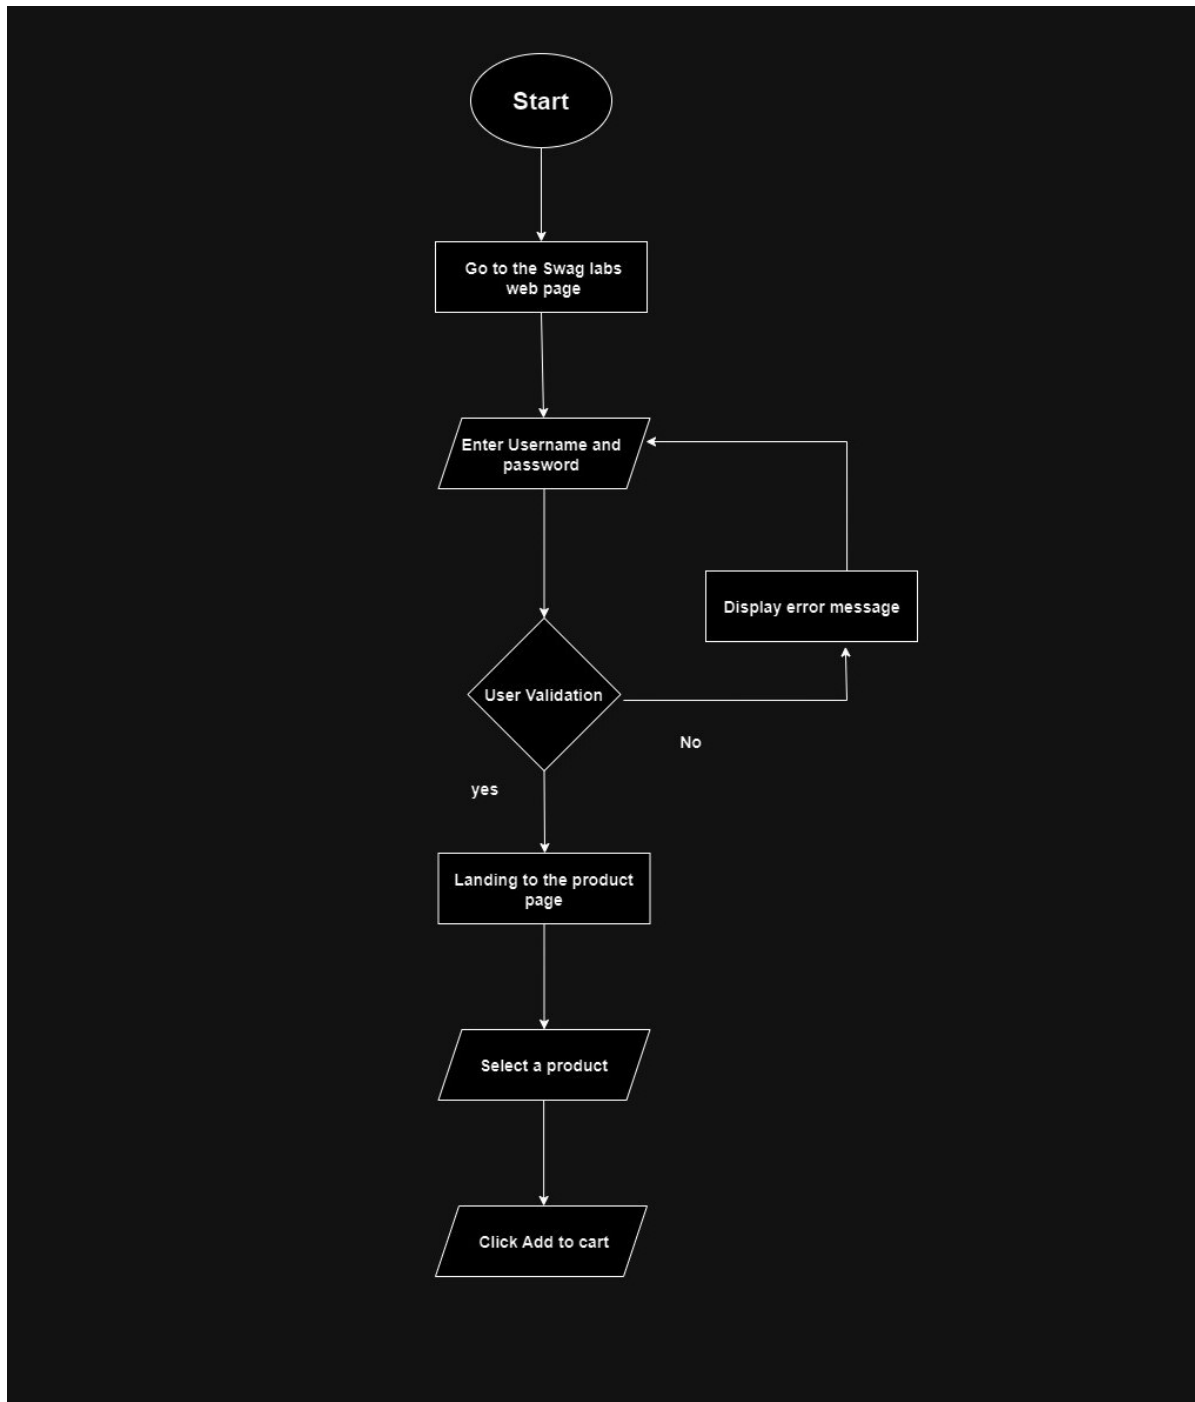 Start
Go to the Swag labs
web page
Enter Username and
password
Display error message
User Validation
No
yes
Landing to the product
page
Select a product
Click Add to cart